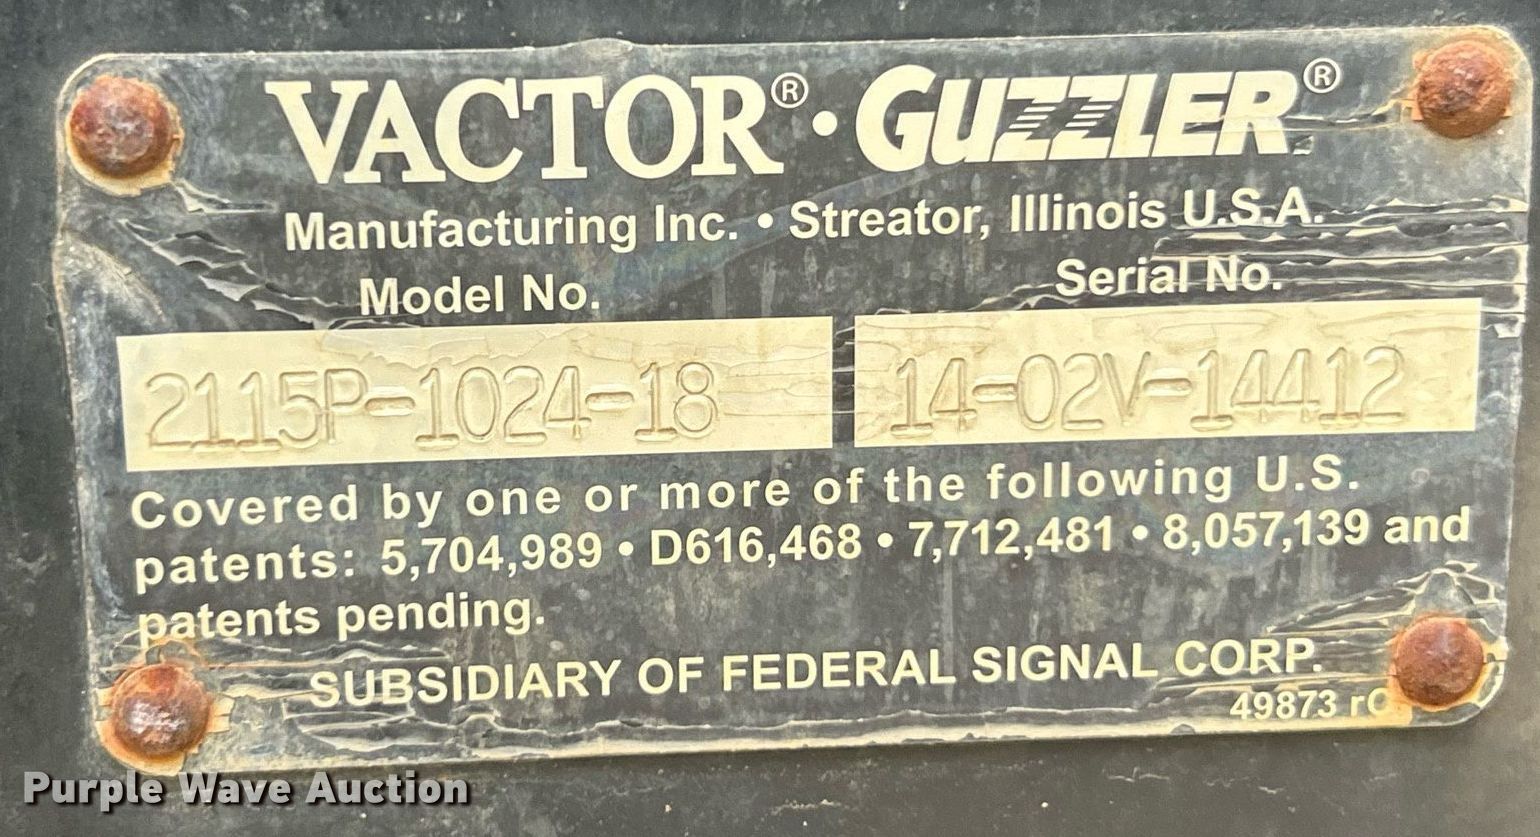 VACTOR® • GUZZLER®
Manufacturing Inc. • Streator, Illinois U.S.A.
Model No. Serial No.
2115P-1024-18 14-02V-14412
Covered by one or more of the following U.S.
patents: 5,704,989 • D616,468 • 7,712,481 • 8,057,139 and
patents pending.
SUBSIDIARY OF FEDERAL SIGNAL CORP.
49873
Purple Wave Auction